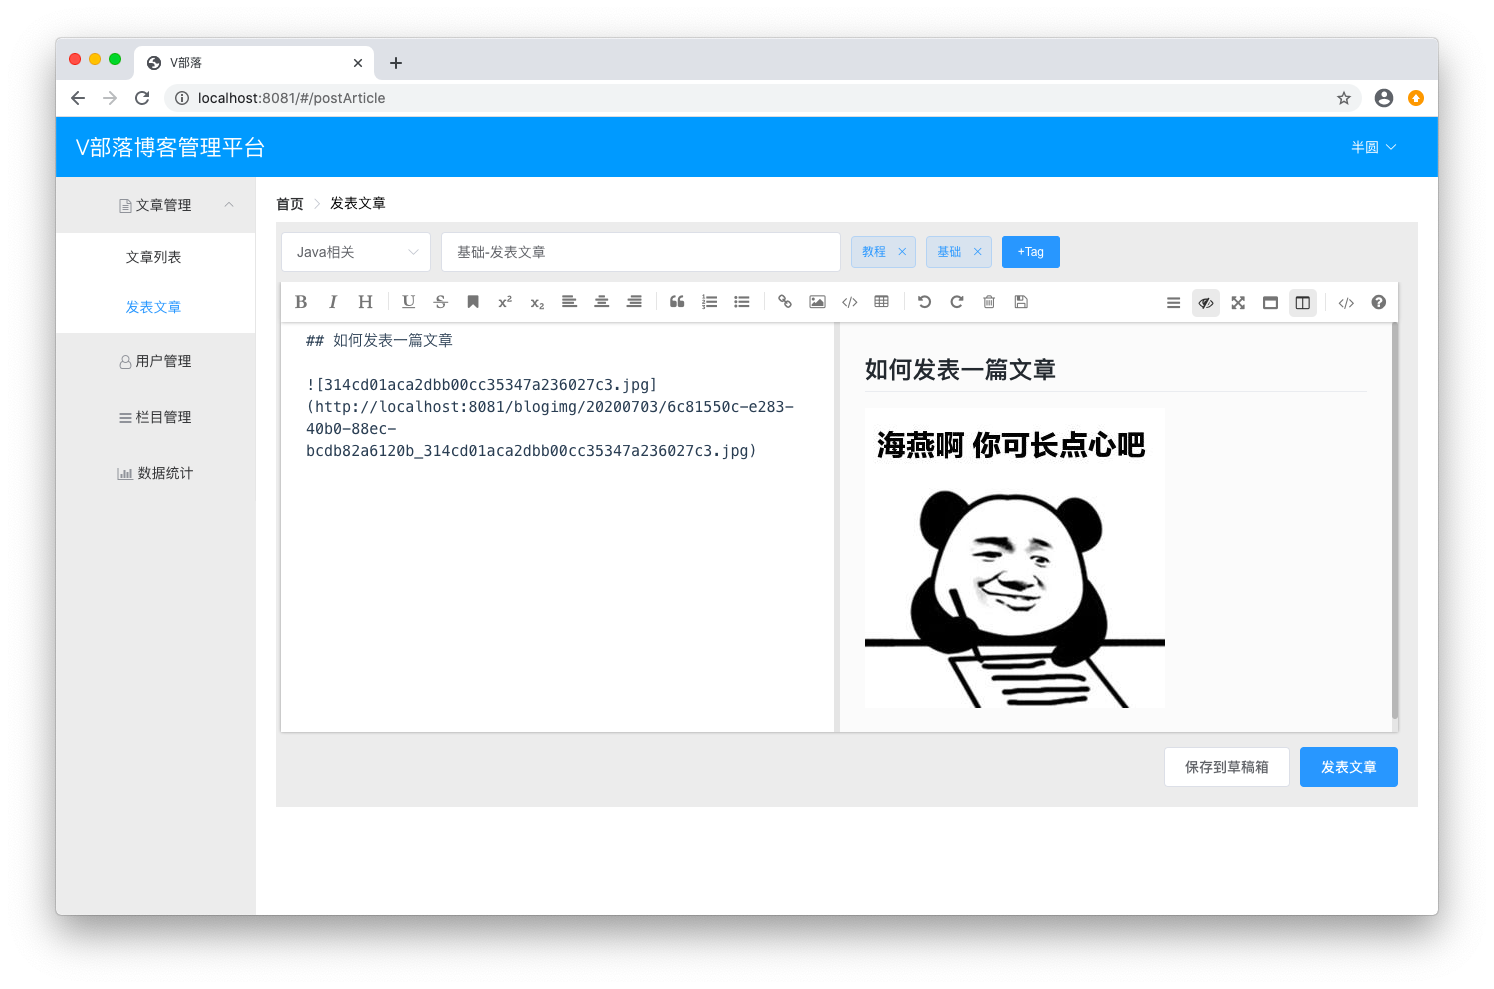 V部落
localhost:8081/#/postArticle
V部落博客管理平台
半圆
文章管理
文章列表
发表文章
用户管理
栏目管理
数据统计
首页 发表文章
Java相关
基础-发表文章
教程
基础
+Tag
## 如何发表一篇文章
![314cd01aca2dbb00cc35347a236027c3.jpg]
(http://localhost:8081/blogimg/20200703/6c81550c-e283-
40b0-88ec-
bcdb82a6120b_314cd01aca2dbb00cc35347a236027c3.jpg)
如何发表一篇文章
海燕啊 你可长点心吧
保存到草稿箱
发表文章